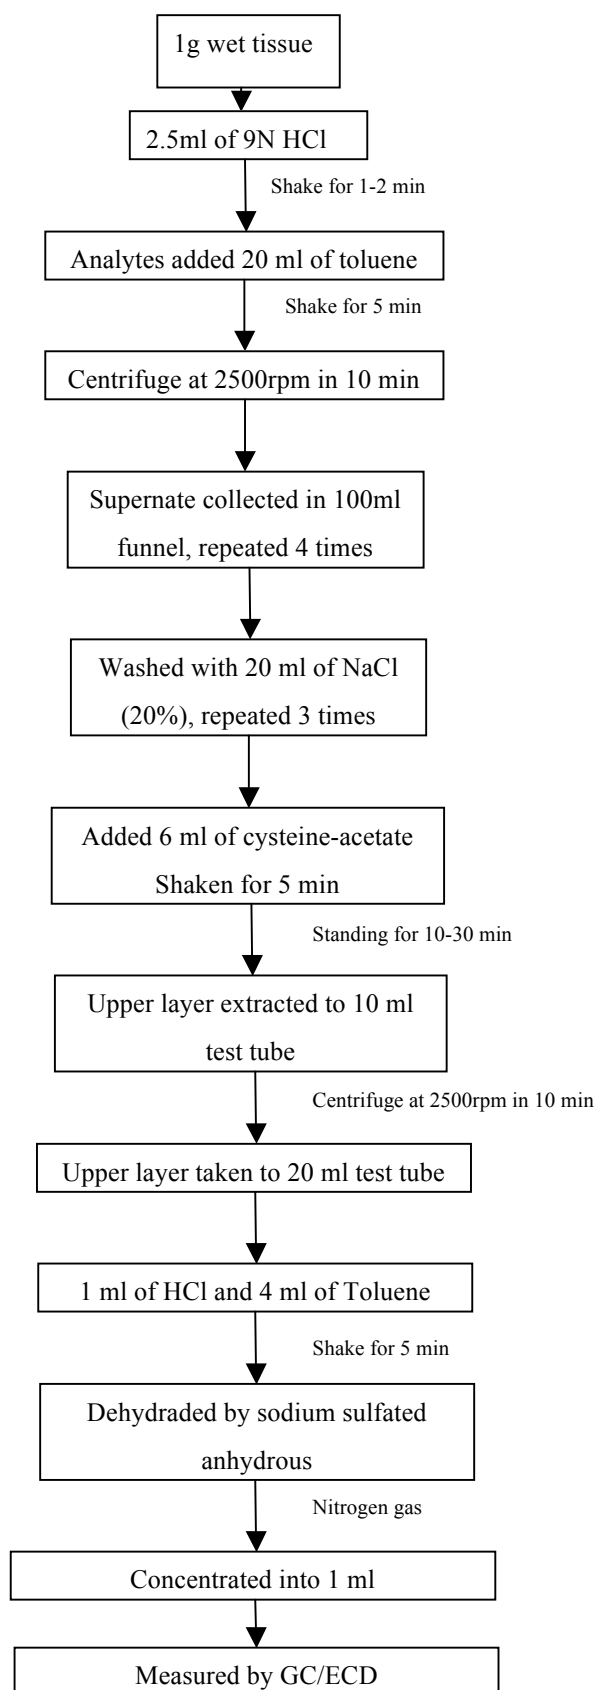 1g wet tissue
2.5ml of 9N HCl
Shake for 1-2 min
Analytes added 20 ml of toluene
Shake for 5 min
Centrifuge at 2500rpm in 10 min
Supernate collected in 100ml
funnel, repeated 4 times
Washed with 20 ml of NaCl
(20%), repeated 3 times
Added 6 ml of cysteine-acetate
Shaken for 5 min
Standing for 10-30 min
Upper layer extracted to 10 ml
test tube
Centrifuge at 2500rpm in 10 min
Upper layer taken to 20 ml test tube
1 ml of HCl and 4 ml of Toluene
Shake for 5 min
Dehydraded by sodium sulfated
anhydrous
Nitrogen gas
Concentrated into 1 ml
Measured by GC/ECD